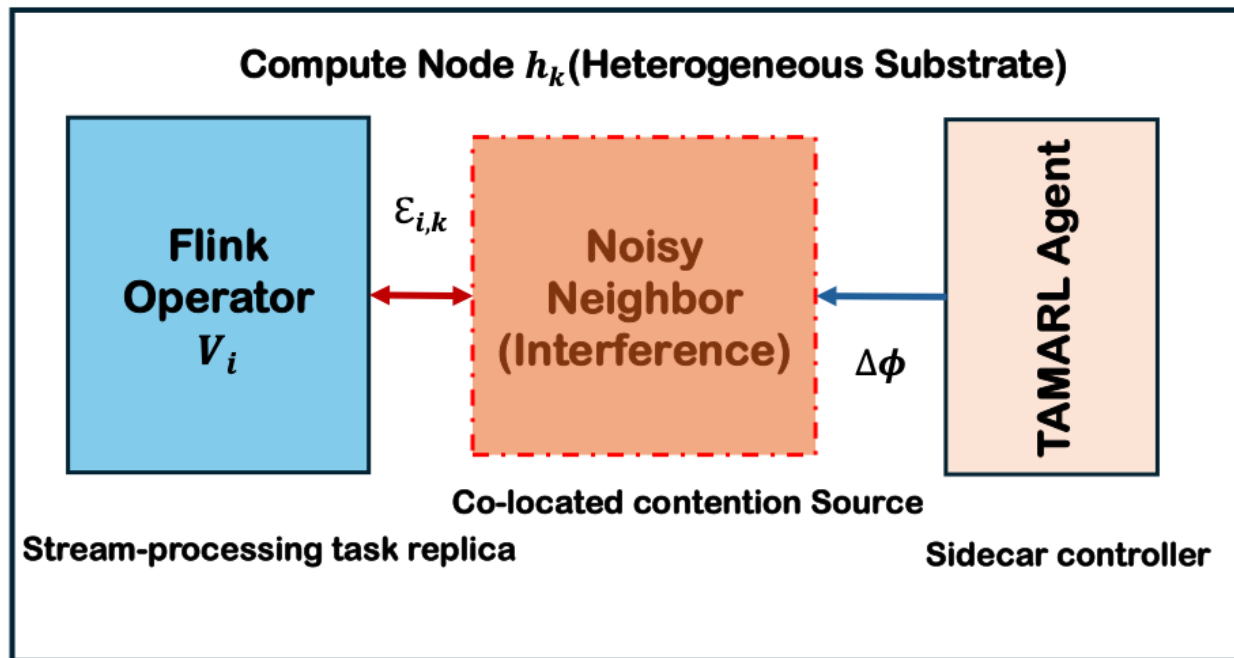 Compute Node h_k(Heterogeneous Substrate)
Flink
Operator
V_i
Ɛ_{i,k}
Noisy
Neighbor
(Interference)
Δϕ
TAMARL Agent
Co-located contention Source
Stream-processing task replica
Sidecar controller